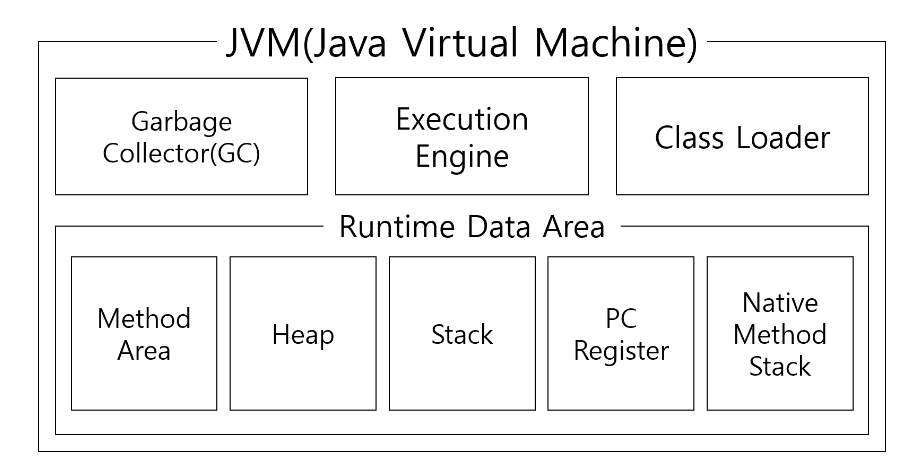 JVM(Java Virtual Machine)
Garbage
Collector(GC)
Execution
Engine
Class Loader
Runtime Data Area
Method
Area
Heap
Stack
PC
Register
Native
Method
Stack